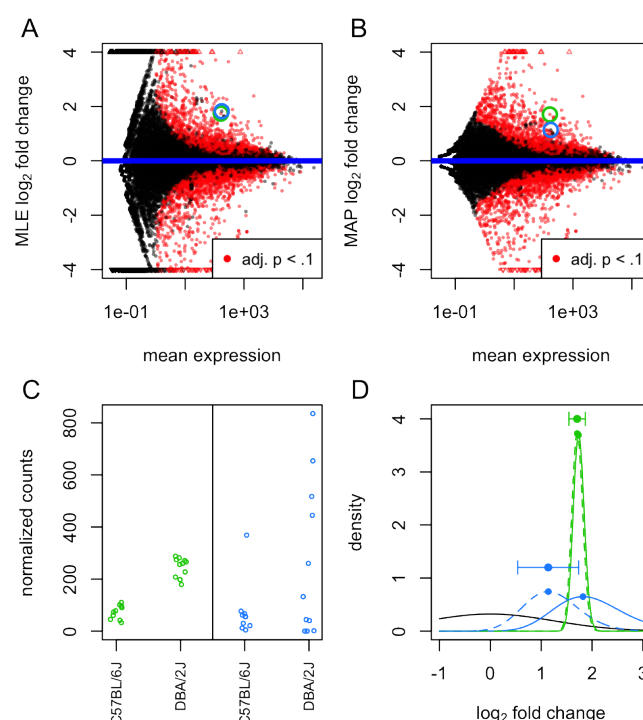 A
B
MLE log2 fold change
4
2
0
-2
-4
adj. p < .1
1e-01
1e+03
mean expression
MAP log2 fold change
4
2
0
-2
-4
adj. p < .1
1e-01
1e+03
mean expression
C
D
normalized counts
800
600
400
200
0
C57BL/6J
DBA/2J
C57BL/6J
DBA/2J
density
4
3
2
1
0
-1
0
1
2
3
log2 fold change